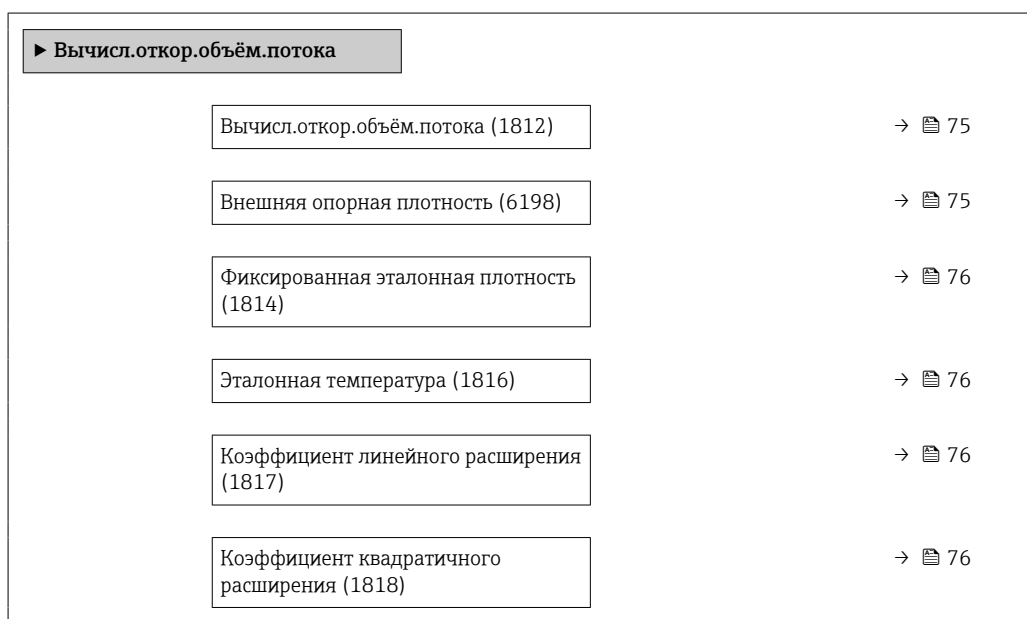 ► Вычисл.откор.объём.потока
Вычисл.откор.объём.потока (1812) → 75
Внешняя опорная плотность (6198) → 75
Фиксированная эталонная плотность → 76
(1814)
Эталонная температура (1816) → 76
Коэффициент линейного расширения → 76
(1817)
Коэффициент квадратичного → 76
расширения (1818)